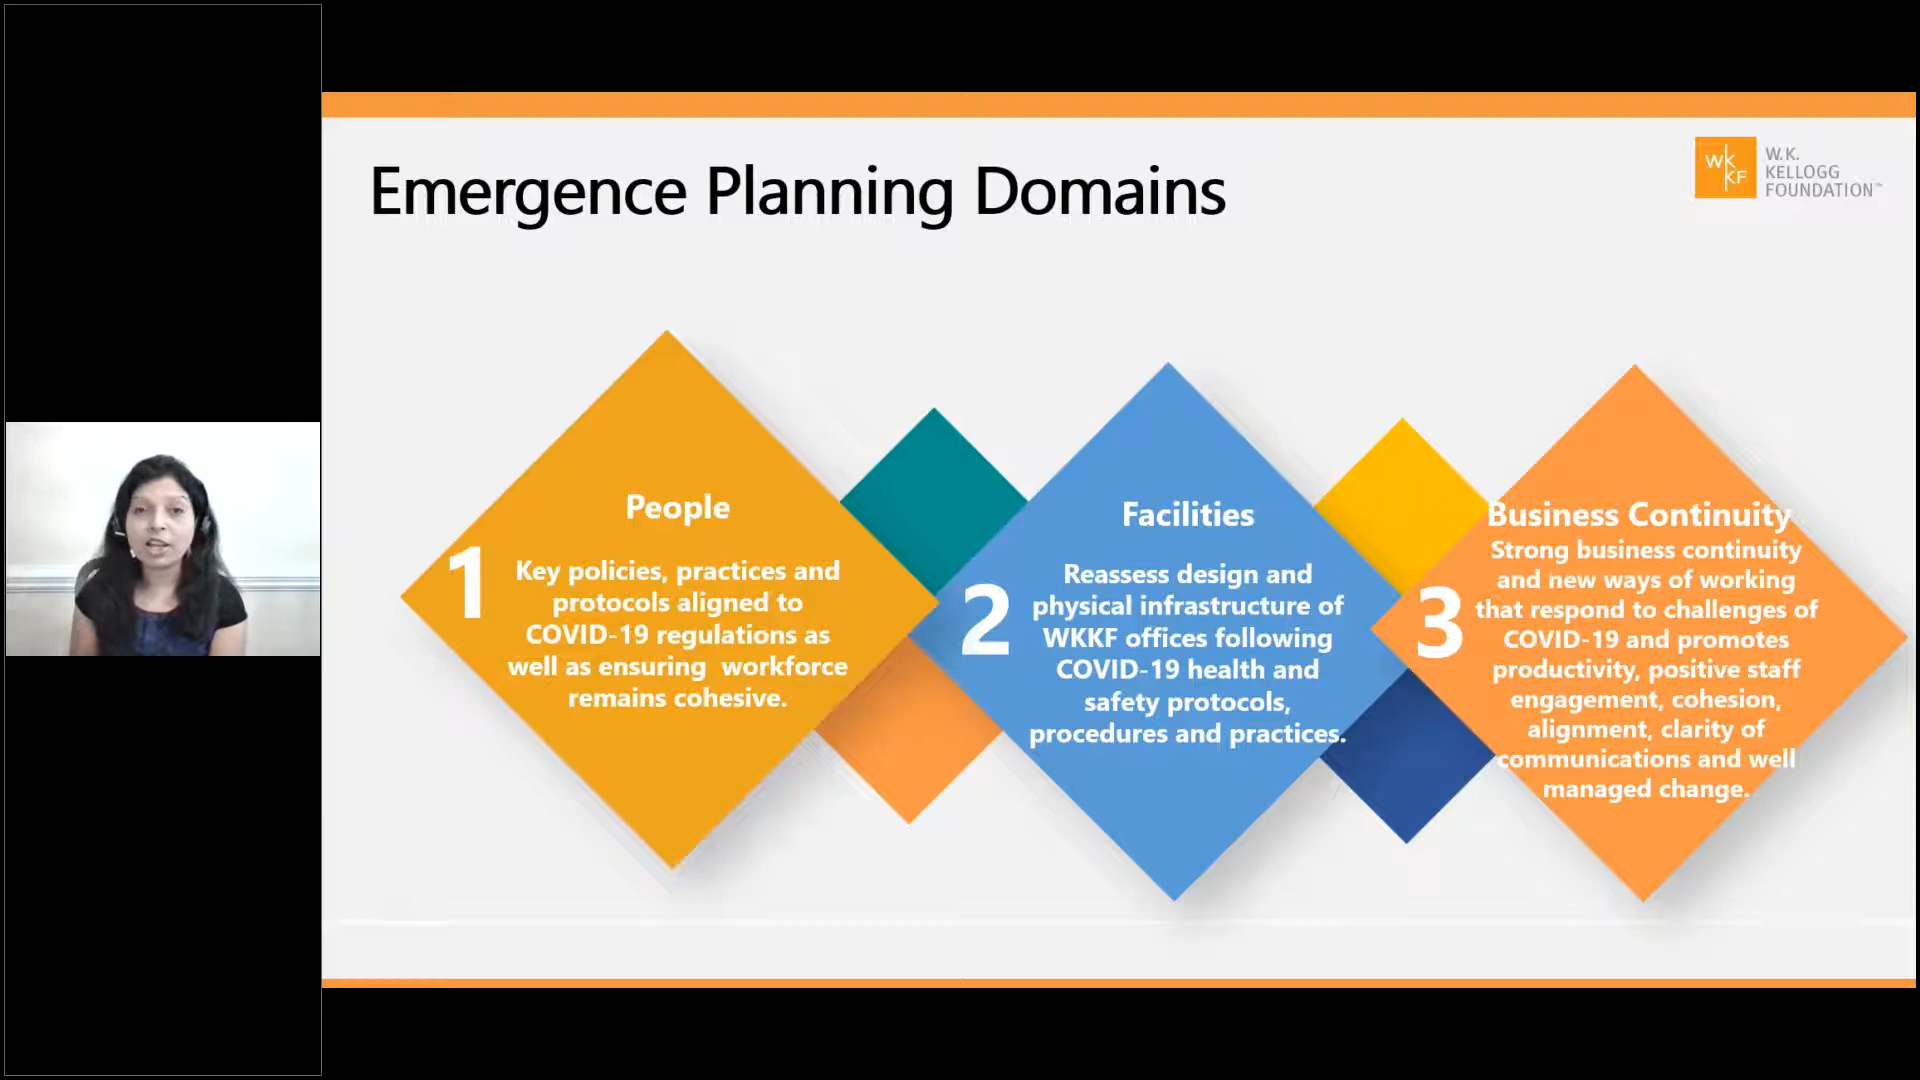 Emergence Planning Domains
WK
KF
W.K.
KELLOGG
FOUNDATION™
People
1
Key policies, practices and
protocols aligned to
COVID-19 regulations as
well as ensuring workforce
remains cohesive.
Facilities
2
Reassess design and
physical infrastructure of
WKKF offices following
COVID-19 health and
safety protocols,
procedures and practices.
Business Continuity
3
Strong business continuity
and new ways of working
that respond to challenges of
COVID-19 and promotes
productivity, positive staff
engagement, cohesion,
alignment, clarity of
communications and well
managed change.